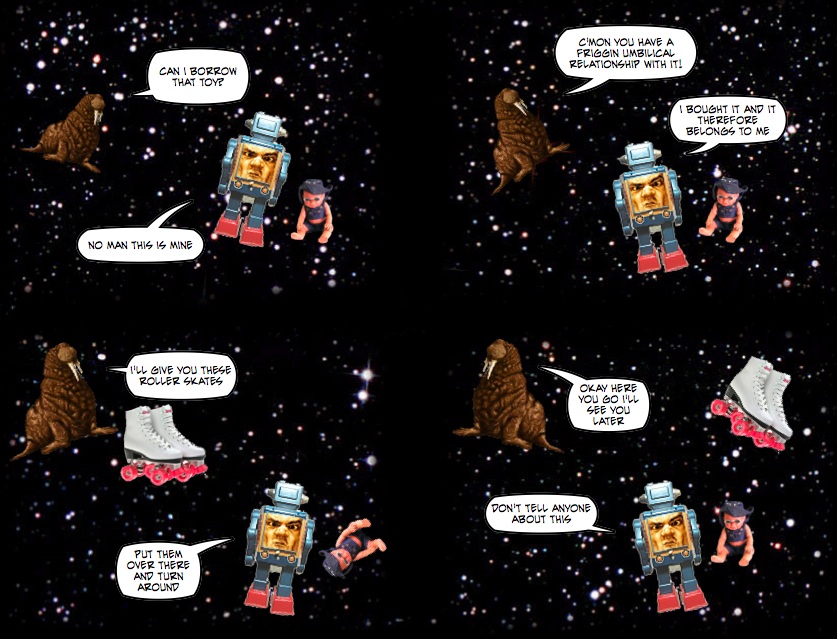 CAN I BORROW
THAT TOY?
NO MAN THIS IS MINE
C'MON YOU HAVE A
FRIGGIN UMBILICAL
RELATIONSHIP WITH IT!
I BOUGHT IT AND IT
THEREFORE
BELONGS TO ME
I'LL GIVE YOU THESE
ROLLER SKATES
PUT THEM
OVER THERE
AND TURN
AROUND
OKAY HERE
YOU GO I'LL
SEE YOU
LATER
DON'T TELL ANYONE
ABOUT THIS